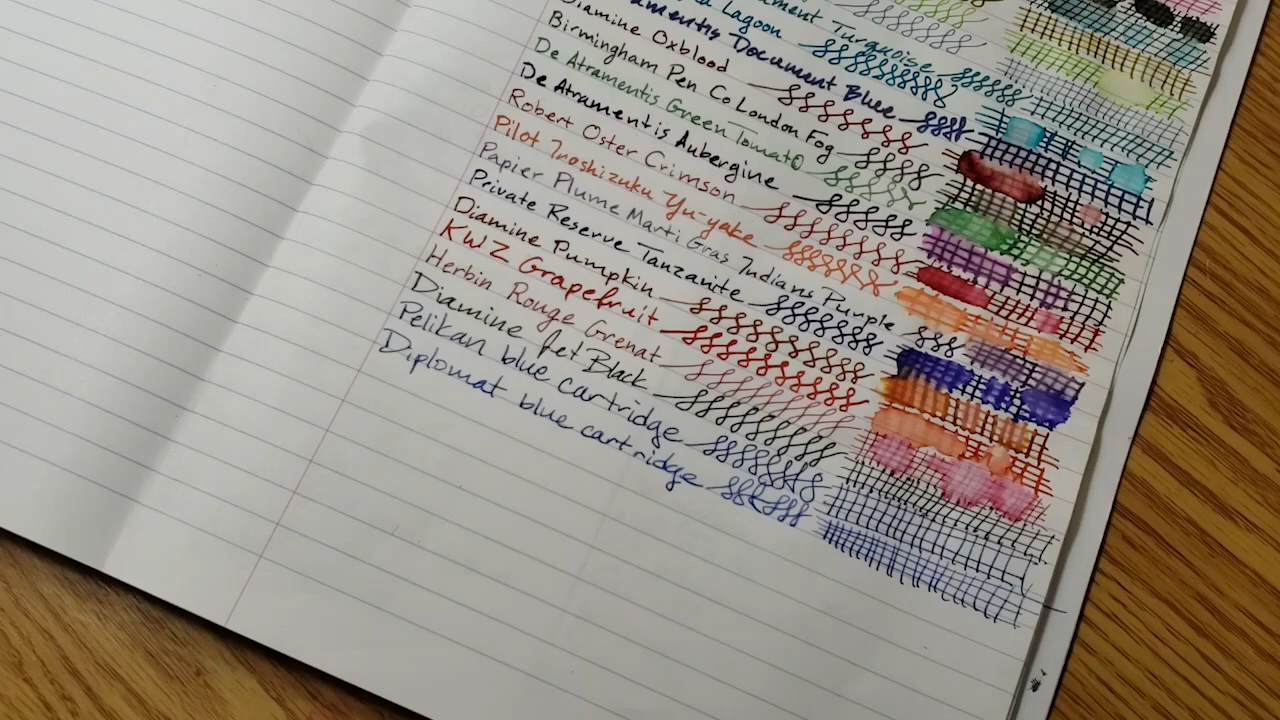 ment Turquoise
Lagoon
amentis Document Blue
Diamine Oxblood
Birmingham Pen Co London Fog
De Atramentis Green Tomato
De Atramentis Aubergine
Robert Oster Crimson
Pilot Iroshizuku Yu-yake
Papier Plume Marti Gras Indians Purple
Private Reserve Tanzanite
Diamine Pumpkin
KWZ Grapefruit
Herbin Rouge Grenat
Diamine Jet Black
Pelikan blue cartridge
Diplomat blue cartridge